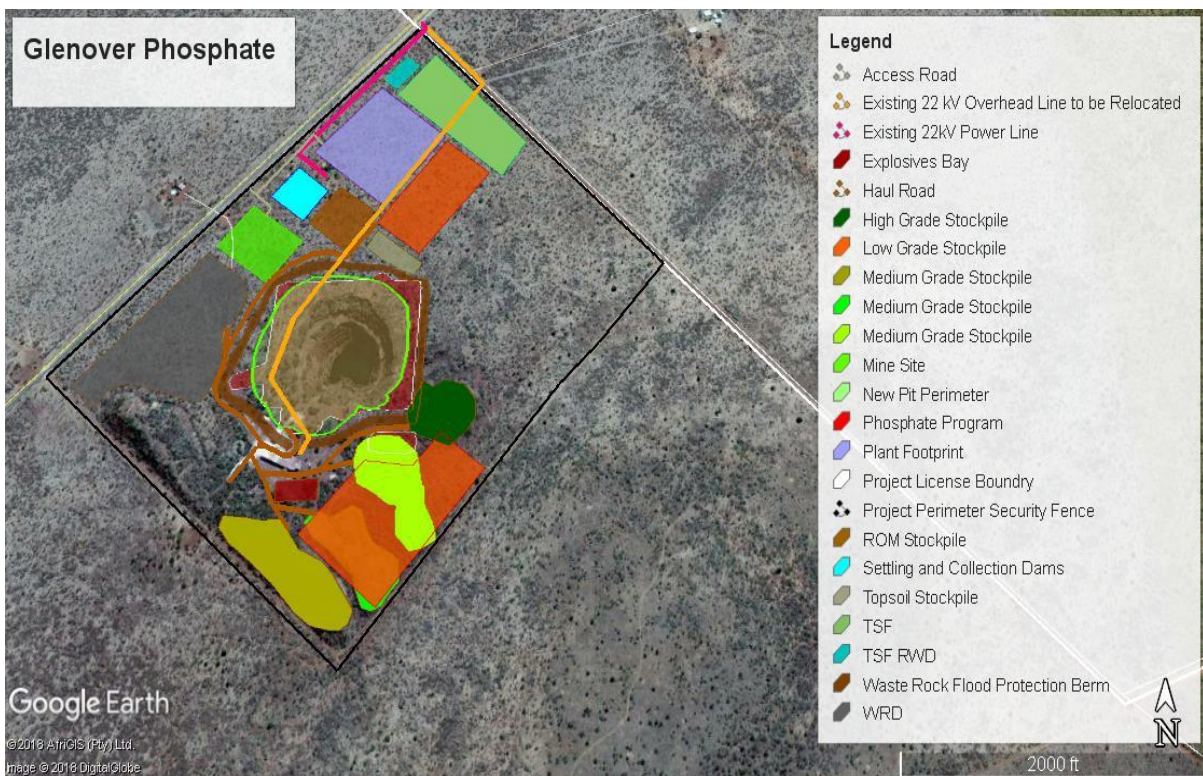 Glenover Phosphate
Legend
Access Road
Existing 22 kV Overhead Line to be Relocated
Existing 22kV Power Line
Explosives Bay
Haul Road
High Grade Stockpile
Low Grade Stockpile
Medium Grade Stockpile
Medium Grade Stockpile
Medium Grade Stockpile
Mine Site
New Pit Perimeter
Phosphate Program
Plant Footprint
Project License Boundry
Project Perimeter Security Fence
ROM Stockpile
Settling and Collection Dams
Topsoil Stockpile
TSF
TSF RWD
Waste Rock Flood Protection Berm
WRD
Google Earth
© 2018 AfriGIS (Pty) Ltd.
Image © 2018 DigitalGlobe
N
2000 ft